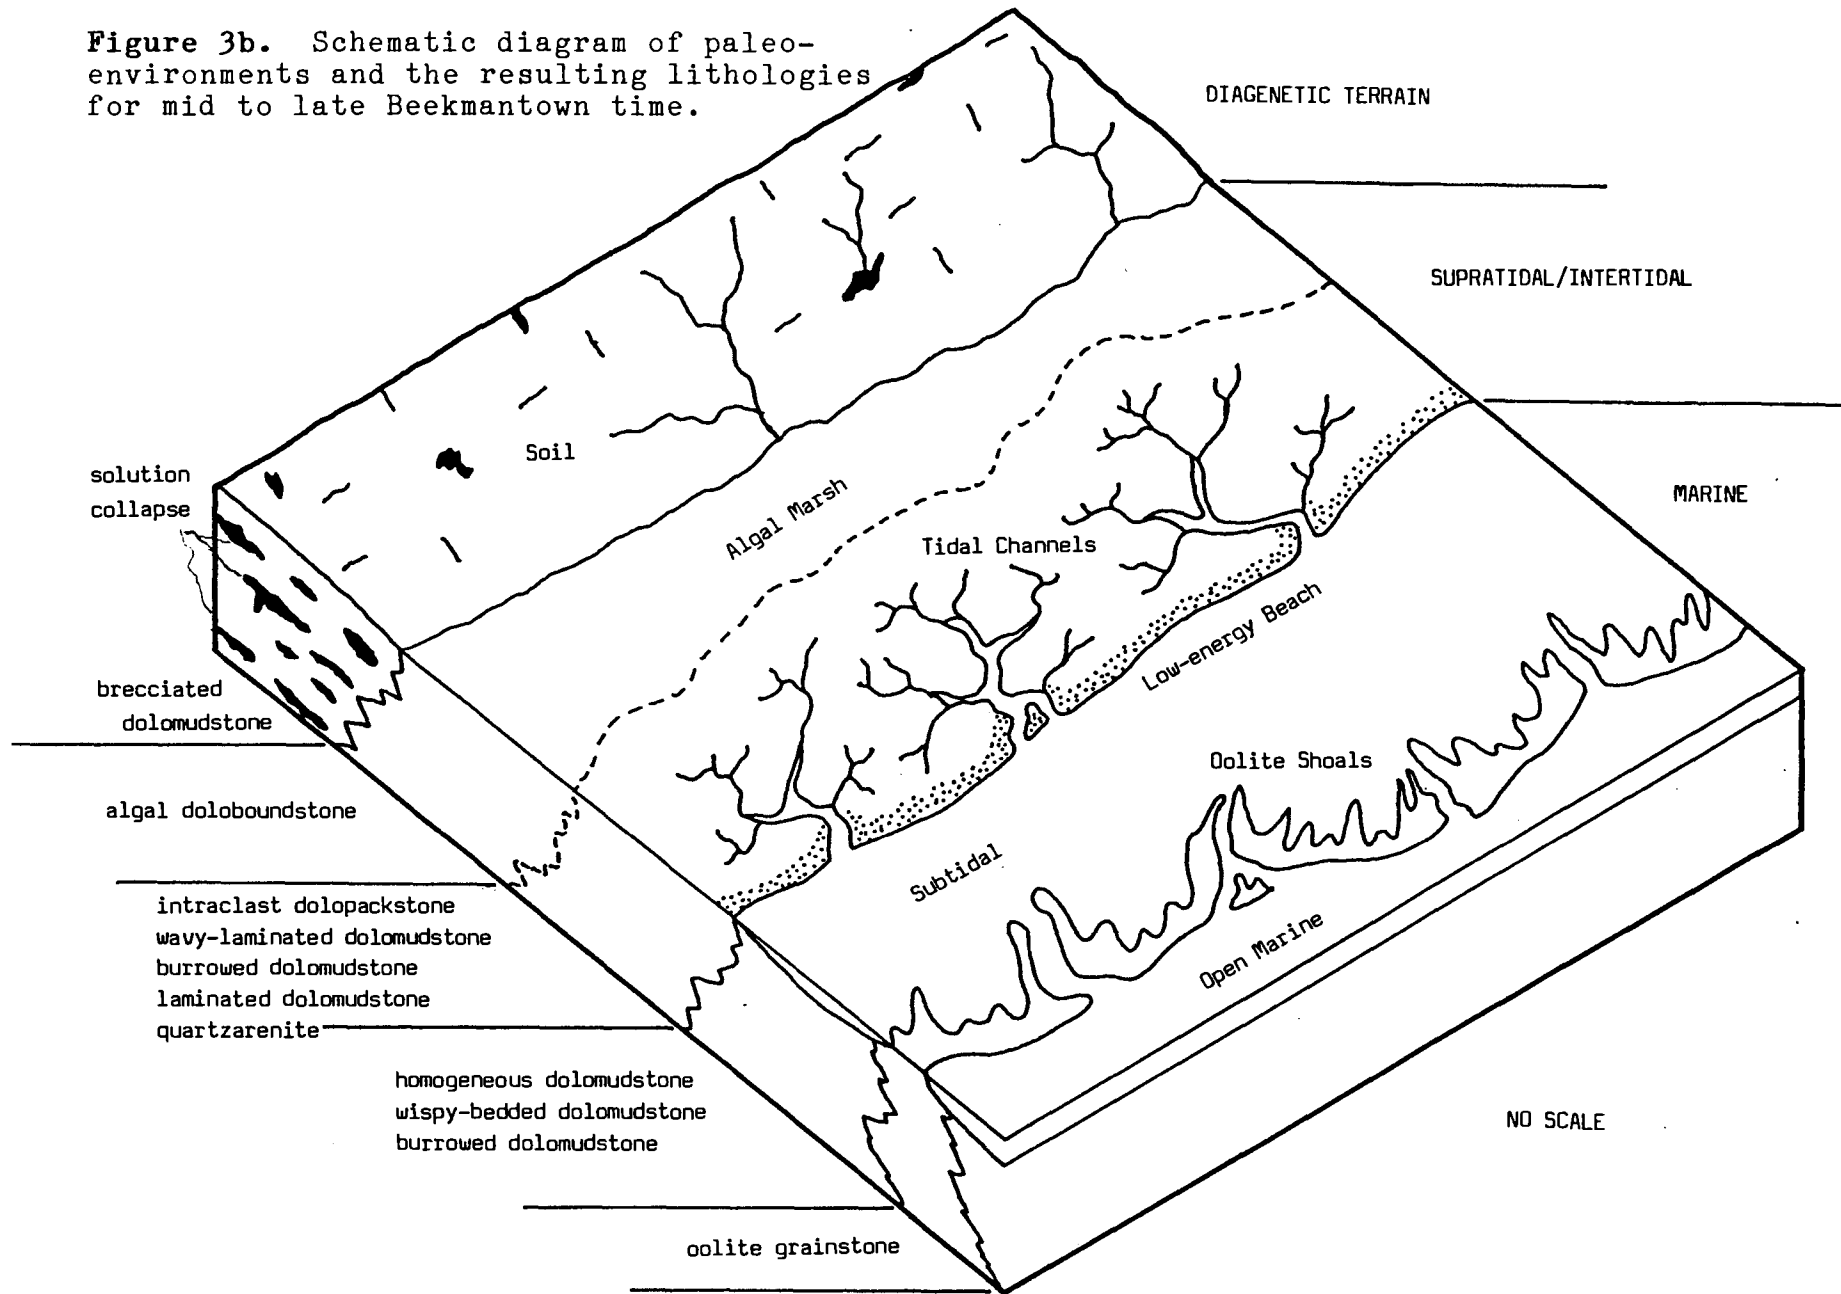 Figure 3b. Schematic diagram of paleo-
environments and the resulting lithologies
for mid to late Beekmantown time.
DIAGENETIC TERRAIN
SUPRATIDAL/INTERTIDAL
MARINE
Soil
solution
collapse
Algal Marsh
Tidal Channels
Low-energy Beach
brecciated
dolomudstone
Oolite Shoals
algal doloboundstone
Subtidal
intraclast dolopackstone
wavy-laminated dolomudstone
burrowed dolomudstone
laminated dolomudstone
quartzarenite
Open Marine
homogeneous dolomudstone
wispy-bedded dolomudstone
burrowed dolomudstone
NO SCALE
oolite grainstone